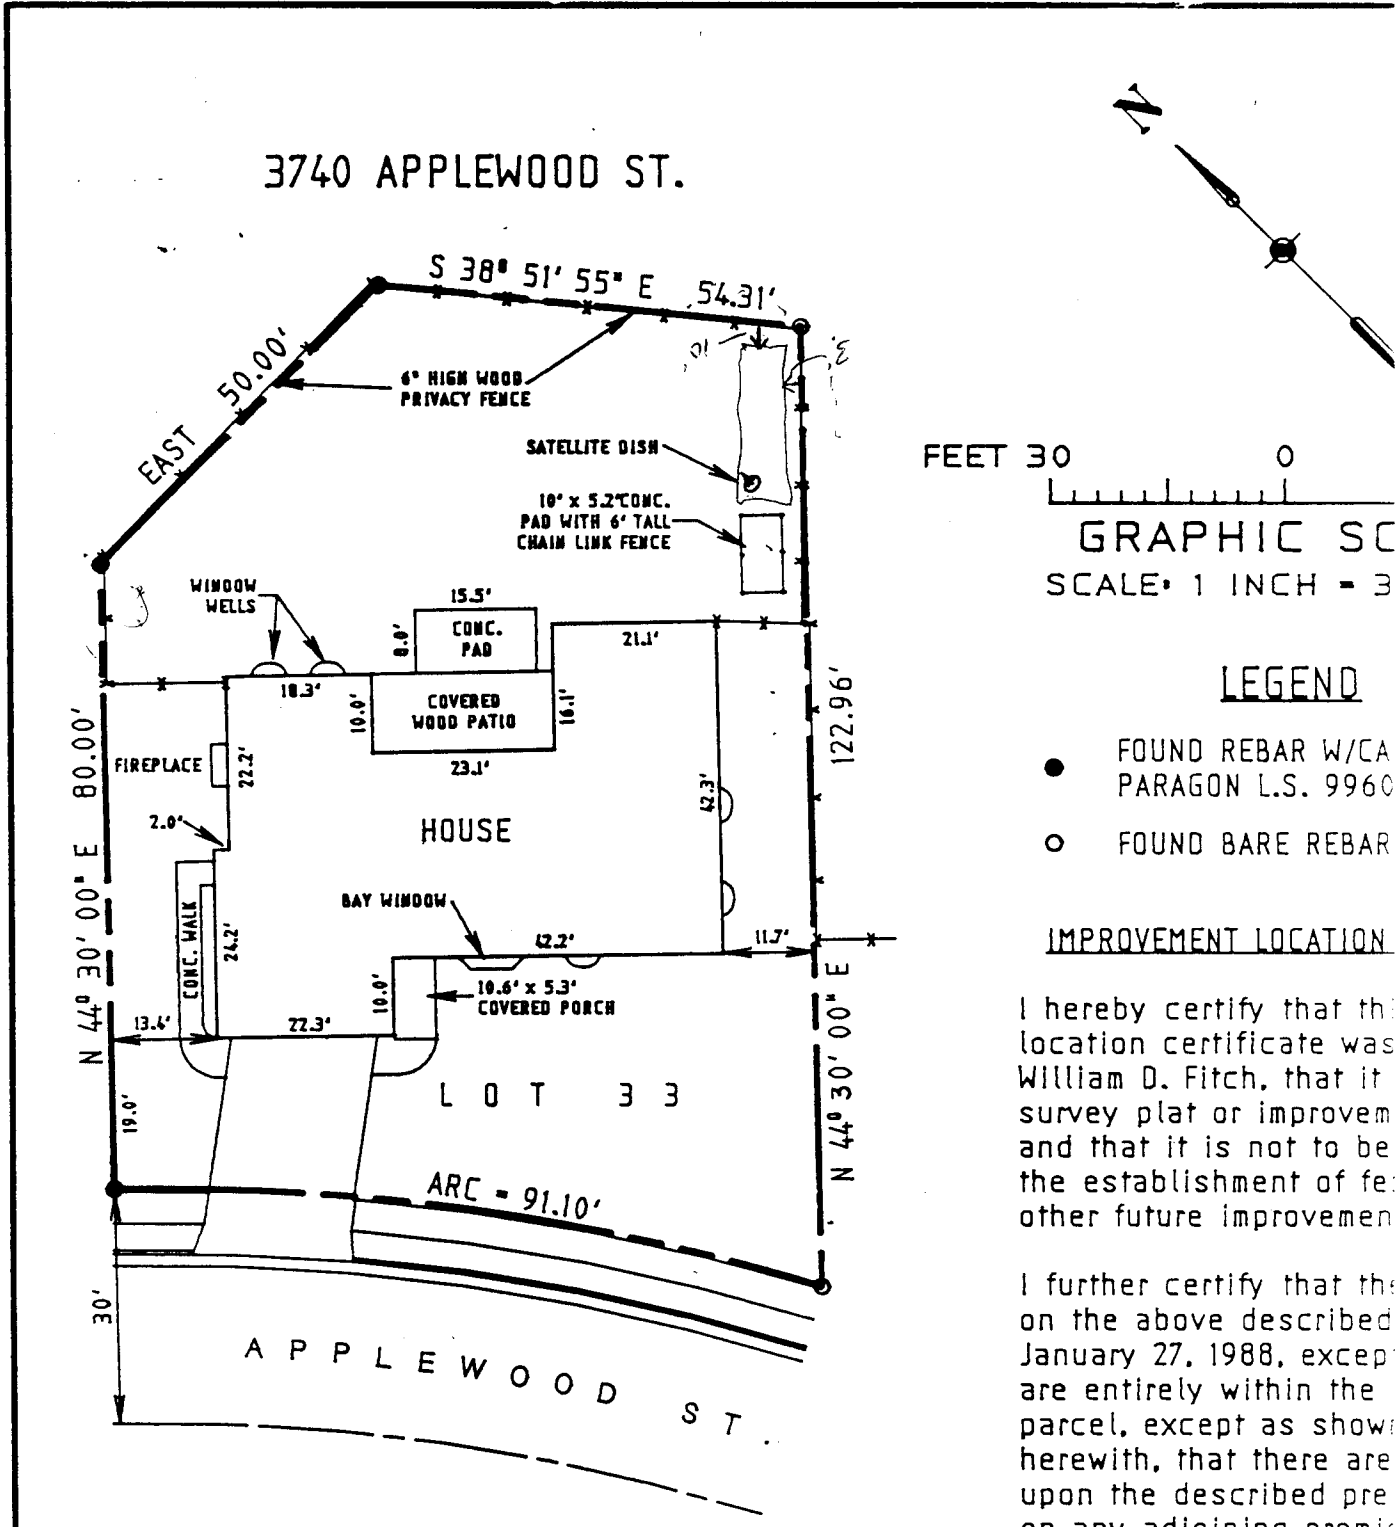 N
3740 APPLEWOOD ST.
S 38° 51' 55" E 54.31'
EAST 50.00'
10'
3'
6' HIGH WOOD
PRIVACY FENCE
SATELLITE DISH
10' x 5.2' CONC.
PAD WITH 6' TALL
CHAIN LINK FENCE
FEET 30 0
GRAPHIC SC
SCALE: 1 INCH = 3
WINDOW
WELLS
15.5'
8.0'
CONC.
PAD
21.1'
18.3'
10.0'
COVERED
WOOD PATIO
16.1'
23.1'
FIREPLACE
22.2'
2.0'
HOUSE
42.3'
122.96'
N 44° 30' 00" E 80.00'
LEGEND
FOUND REBAR W/CA
PARAGON L.S. 9960
FOUND BARE REBAR
BAY WINDOW
42.2'
11.7'
CONC. WALK
24.2'
10.0'
10.6' x 5.3'
COVERED PORCH
13.4'
22.3'
19.0'
LOT 33
N 44° 30' 00" E
ARC = 91.10'
30'
APPLEWOOD ST.
IMPROVEMENT LOCATION
I hereby certify that thi
location certificate was
William D. Fitch, that it
survey plat or improvem
and that it is not to be
the establishment of fe
other future improvemen
I further certify that the
on the above described
January 27, 1988, except
are entirely within the
parcel, except as show
herewith, that there are
upon the described pre